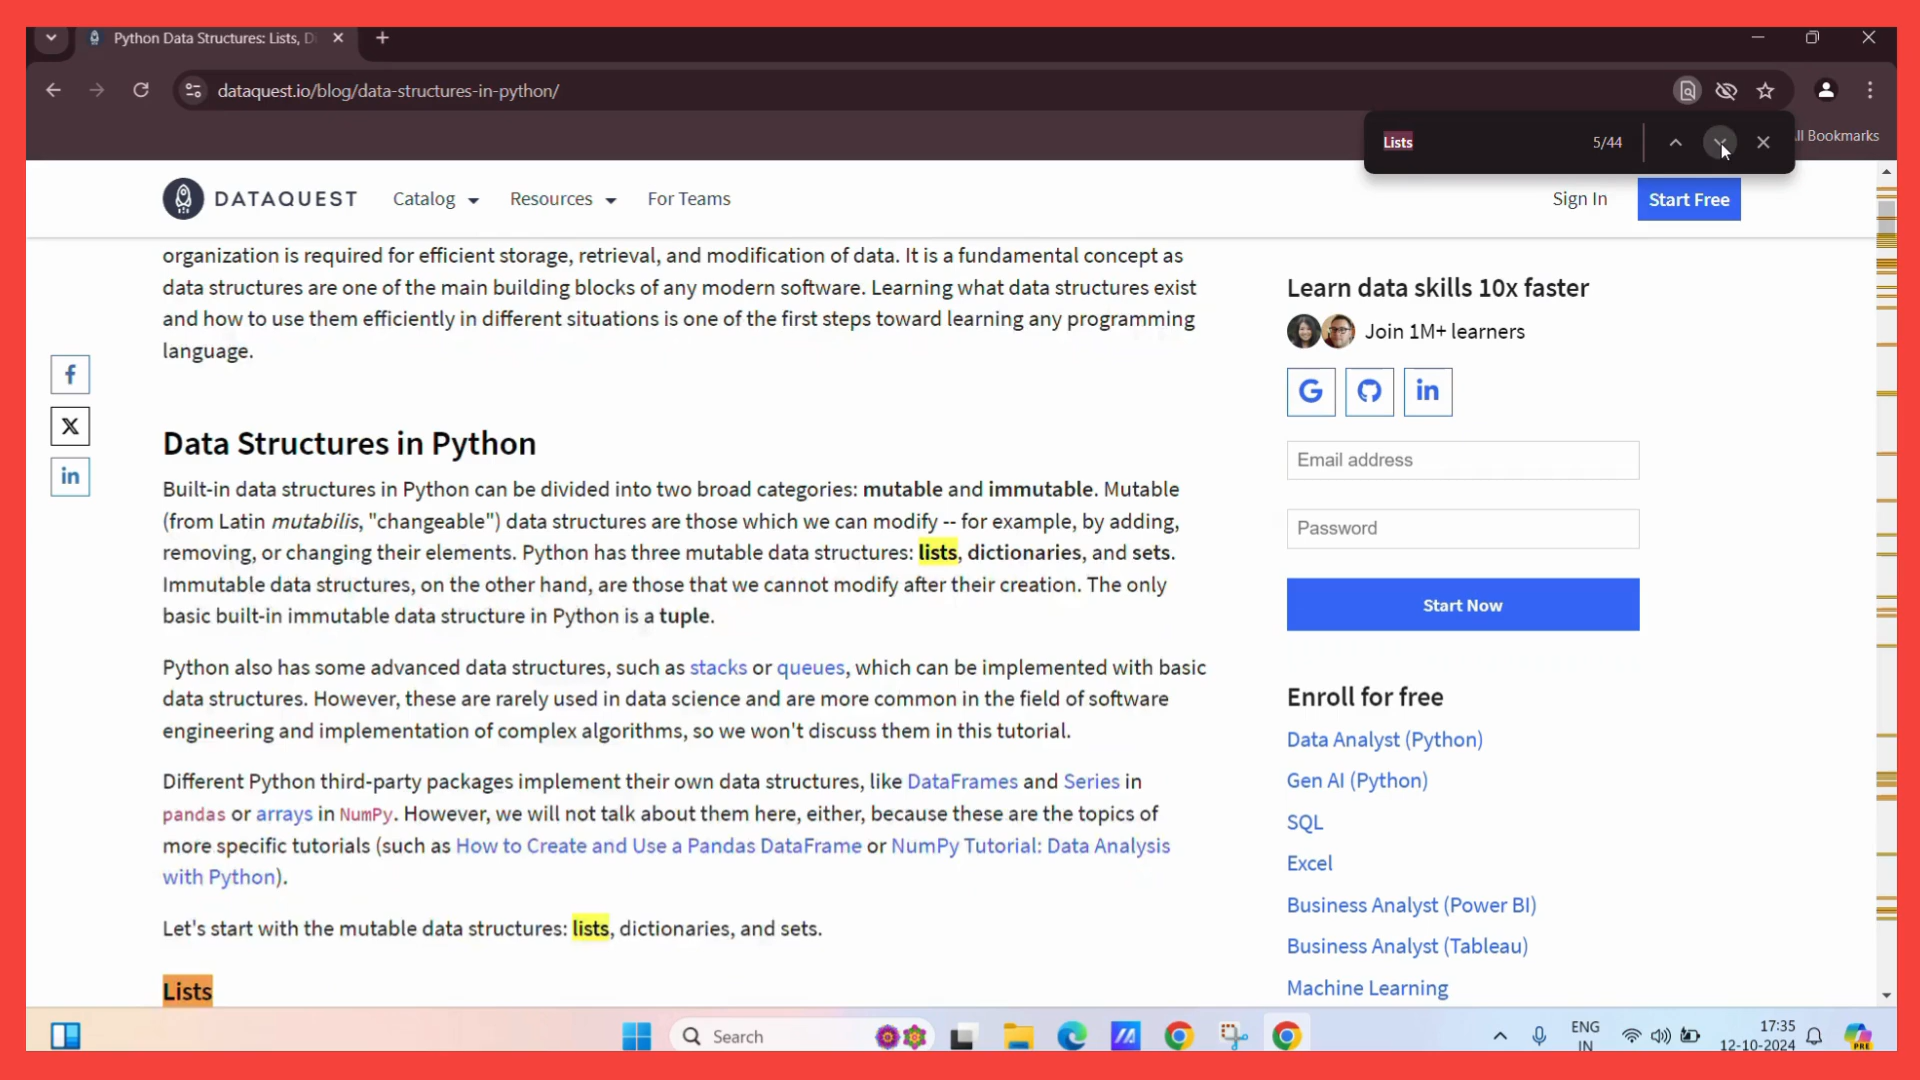 Python Data Structures: Lists, D
dataquest.io/blog/data-structures-in-python/
Lists
5/44
ll Bookmarks
DATAQUEST
Catalog
Resources
For Teams
Sign In
Start Free
organization is required for efficient storage, retrieval, and modification of data. It is a fundamental concept as
data structures are one of the main building blocks of any modern software. Learning what data structures exist
and how to use them efficiently in different situations is one of the first steps toward learning any programming
language.
Data Structures in Python
Built-in data structures in Python can be divided into two broad categories: mutable and immutable. Mutable
(from Latin mutabilis, "changeable") data structures are those which we can modify -- for example, by adding,
removing, or changing their elements. Python has three mutable data structures: lists, dictionaries, and sets.
Immutable data structures, on the other hand, are those that we cannot modify after their creation. The only
basic built-in immutable data structure in Python is a tuple.
Python also has some advanced data structures, such as stacks or queues, which can be implemented with basic
data structures. However, these are rarely used in data science and are more common in the field of software
engineering and implementation of complex algorithms, so we won't discuss them in this tutorial.
Different Python third-party packages implement their own data structures, like DataFrames and Series in
pandas or arrays in NumPy. However, we will not talk about them here, either, because these are the topics of
more specific tutorials (such as How to Create and Use a Pandas DataFrame or NumPy Tutorial: Data Analysis
with Python).
Let's start with the mutable data structures: lists, dictionaries, and sets.
Lists
Learn data skills 10x faster
Join 1M+ learners
Email address
Password
Start Now
Enroll for free
Data Analyst (Python)
Gen AI (Python)
SQL
Excel
Business Analyst (Power BI)
Business Analyst (Tableau)
Machine Learning
Search
ENG
IN
17:35
12-10-2024
PRE